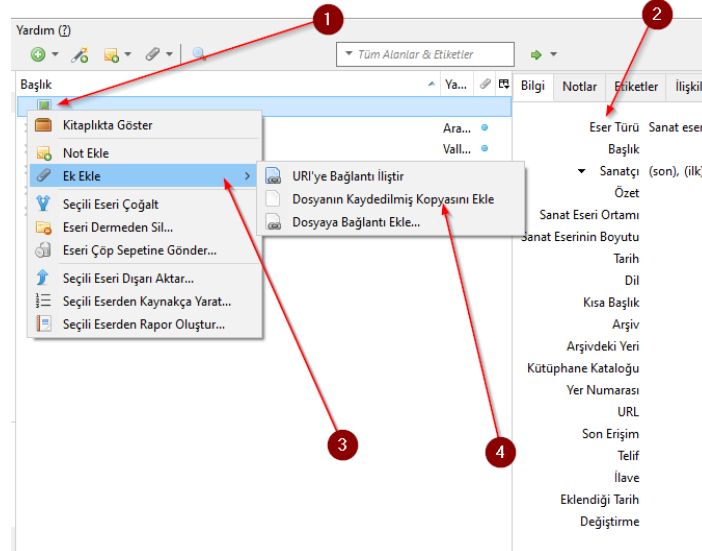 Yardım (?)
1
2
Tüm Alanlar & Etiketler
Başlık
Ya...
Bilgi
Notlar
Etiketler
Kitaplıkta Göster
Not Ekle
Ek Ekle
Seçili Eseri Çoğalt
Eseri Dermeden Sil...
Eseri Çöp Sepetine Gönder...
Seçili Eseri Dışarı Aktar...
Seçili Eserden Kaynakça Yarat...
Seçili Eserden Rapor Oluştur...
Ara...
Vall...
URI'ye Bağlantı İliştir
Dosyanın Kaydedilmiş Kopyasını Ekle
Dosyaya Bağlantı Ekle...
3
4
Eser Türü Sanat eser
Başlık
Sanatçı (son), (ilk)
Özet
Sanat Eseri Ortamı
Sanat Eserinin Boyutu
Tarih
Dil
Kısa Başlık
Arşiv
Arşivdeki Yeri
Kütüphane Kataloğu
Yer Numarası
URL
Son Erişim
Telif
İlave
Eklendiği Tarih
Değiştirme